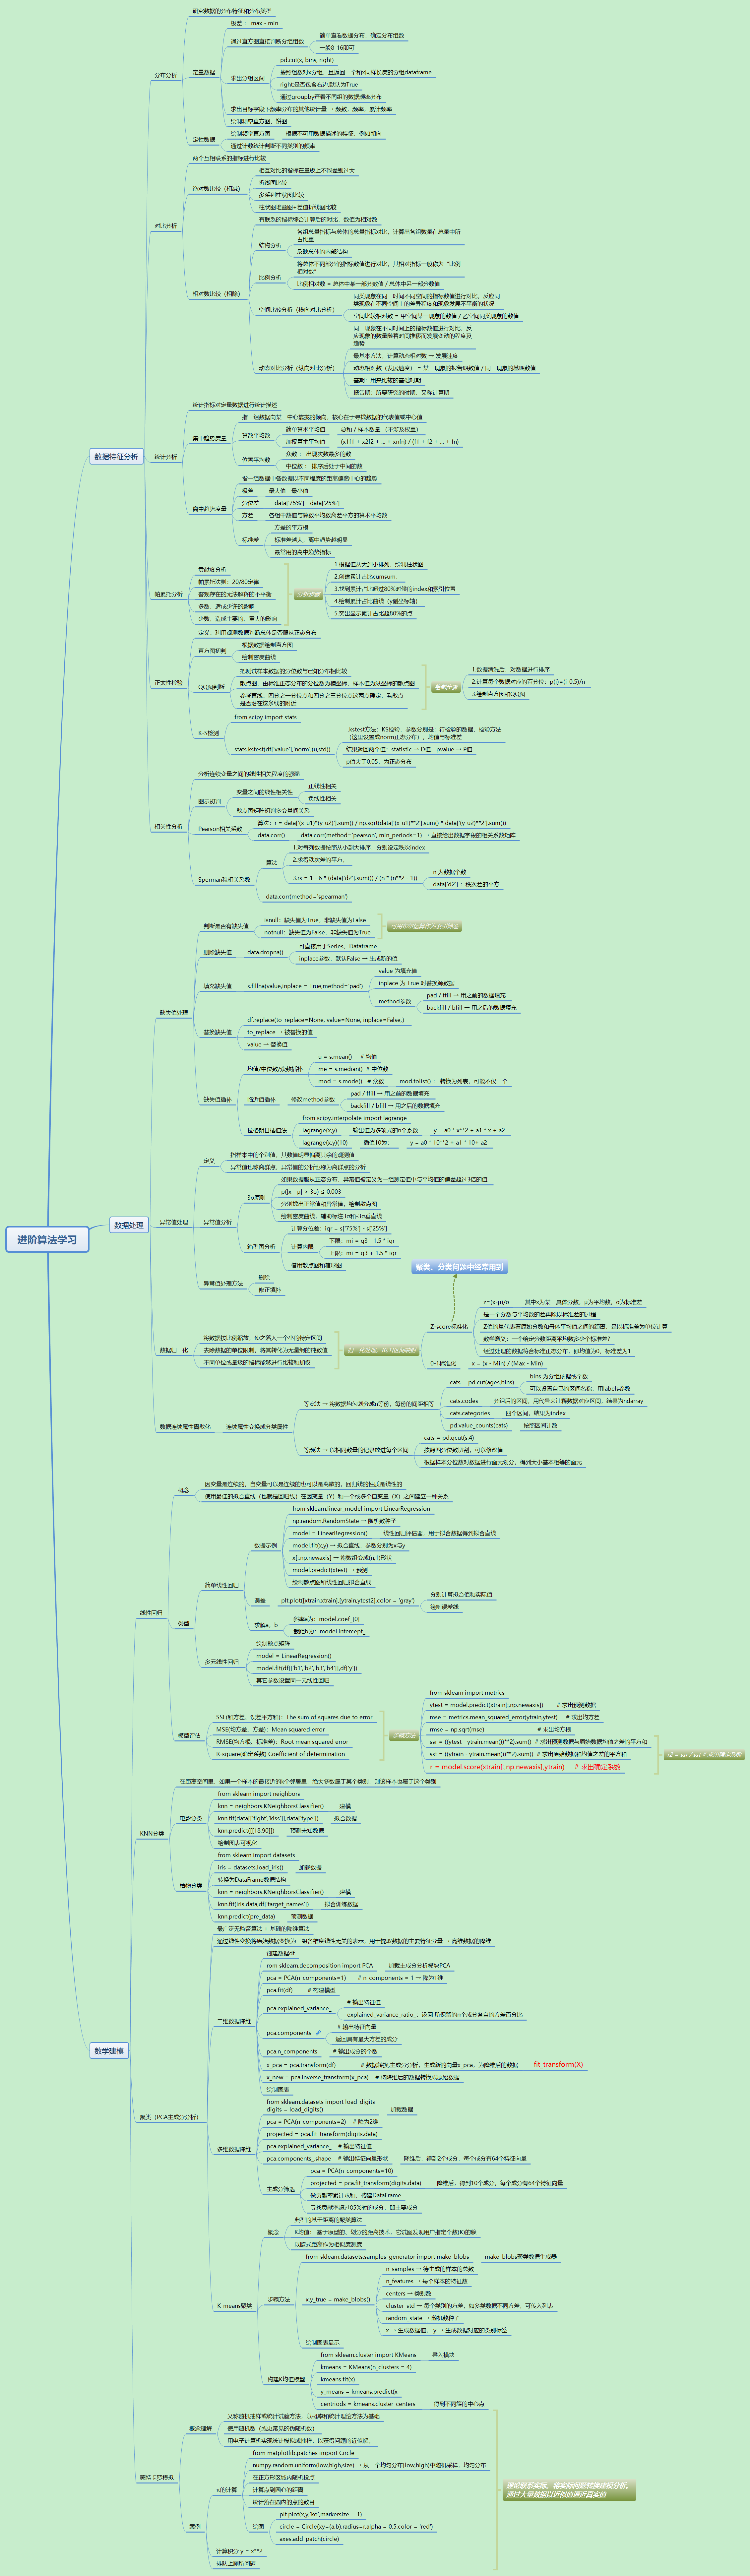 进阶算法学习
数据特征分析
分布分析
研究数据的分布特征和分布类型
定量数据
极差 ： max - min
通过直方图直接判断分组组数
简单查看数据分布，确定分布组数
一般8-16即可
求出分组区间
pd.cut(x, bins, right)
按照组数对x分组，且返回一个和x同样长度的分组dataframe
right:是否包含右边,默认为True
通过groupby查看不同组的数据频率分布
求出目标字段下频率分布的其他统计量 → 频数，频率，累计频率
绘制频率直方图、饼图
定性数据
绘制频率直方图
根据不可用数据描述的特征，例如朝向
通过计数统计判断不同类别的频率
对比分析
两个互相联系的指标进行比较
绝对数比较（相减）
相互对比的指标在量级上不能差别过大
折线图比较
多系列柱状图比较
柱状图堆叠图+差值折线图比较
相对数比较（相除）
有联系的指标综合计算后的对比，数值为相对数
结构分析
各组总量指标与总体的总量指标对比，计算出各组数量在总量中所
占比重
反映总体的内部结构
比例分析
将总体不同部分的指标数值进行对比，其相对指标一般称为“比例
相对数”
比例相对数 = 总体中某一部分数值 / 总体中另一部分数值
空间比较分析（横向对比分析）
同类现象在同一时间不同空间的指标数值进行对比，反应同
类现象在不同空间上的差异程度和现象发展不平衡的状况
空间比较相对数 = 甲空间某一现象的数值 / 乙空间同类现象的数值
动态对比分析（纵向对比分析）
同一现象在不同时间上的指标数值进行对比，反
应现象的数量随着时间推移而发展变动的程度及
趋势
最基本方法，计算动态相对数 → 发展速度
动态相对数（发展速度） = 某一现象的报告期数值 / 同一现象的基期数值
基期：用来比较的基础时期
报告期：所要研究的时期，又称计算期
统计分析
统计指标对定量数据进行统计描述
集中趋势度量
指一组数据向某一中心靠拢的倾向，核心在于寻找数据的代表值或中心值
算数平均数
简单算术平均值
总和 / 样本数量 （不涉及权重）
加权算术平均值
(x1f1 + x2f2 + ... + xnfn) / (f1 + f2 + ... + fn)
位置平均数
众数 ： 出现次数最多的数
中位数 ： 排序后处于中间的数
离中趋势度量
指一组数据中各数据以不同程度的距离偏离中心的趋势
极差
最大值 - 最小值
分位差
data['75%'] - data['25%']
方差
各组中数值与算数平均数离差平方的算术平均数
标准差
方差的平方根
标准差越大，离中趋势越明显
最常用的离中趋势指标
帕累托分析
贡献度分析
帕累托法则：20/80定律
客观存在的无法解释的不平衡
多数，造成少许的影响
少数，造成主要的、重大的影响
分析步骤
1.根据值从大到小排列，绘制柱状图
2.创建累计占比cumsum，
3.找到累计占比超过80%时候的index和索引位置
4.绘制累计占比曲线（y副坐标轴）
5.突出显示累计占比超80%的点
正太性检验
定义：利用观测数据判断总体是否服从正态分布
直方图初判
根据数据绘制直方图
绘制密度曲线
QQ图判断
把测试样本数据的分位数与已知分布相比较
散点图，由标准正态分布的分位数为横坐标，样本值为纵坐标的散点图
参考直线：四分之一分位点和四分之三分位点这两点确定，看散点
是否落在这条线的附近
绘制步骤
1.数据清洗后，对数据进行排序
2.计算每个数据对应的百分位：p(i)=(i-0.5)/n
3.绘制直方图和QQ图
K-S检测
from scipy import stats
stats.kstest(df['value'],'norm',(u,std))
.kstest方法：KS检验，参数分别是：待检验的数据，检验方法
（这里设置成norm正态分布），均值与标准差
结果返回两个值：statistic → D值，pvalue → P值
p值大于0.05，为正态分布
相关性分析
分析连续变量之间的线性相关程度的强弱
图示初判
变量之间的线性相关性
正线性相关
负线性相关
散点图矩阵初判多变量间关系
Pearson相关系数
算法：r = data['(x-u1)*(y-u2)'].sum() / np.sqrt(data['(x-u1)**2'].sum() * data['(y-u2)**2'].sum())
data.corr()
data.corr(method='pearson', min_periods=1) → 直接给出数据字段的相关系数矩阵
Sperman秩相关系数
算法
1.对每列数据按照从小到大排序，分别设定秩次index
2.求得秩次差的平方，
3.rs = 1 - 6 * (data['d2'].sum()) / (n * (n**2 - 1))
n 为数据个数
data['d2'] ：秩次差的平方
data.corr(method='spearman')
数据处理
缺失值处理
判断是否有缺失值
isnull：缺失值为True，非缺失值为False
notnull：缺失值为False，非缺失值为True
可用布尔运算作为索引筛选
删除缺失值
data.dropna()
可直接用于Series，Dataframe
inplace参数，默认False → 生成新的值
填充缺失值
s.fillna(value,inplace = True,method='pad')
value 为填充值
inplace 为 True 时替换源数据
method参数
pad / ffill → 用之前的数据填充
backfill / bfill → 用之后的数据填充
替换缺失值
df.replace(to_replace=None, value=None, inplace=False,)
to_replace → 被替换的值
value → 替换值
缺失值插补
均值/中位数/众数插补
u = s.mean() # 均值
me = s.median() # 中位数
mod = s.mode() # 众数
mod.tolist() ： 转换为列表，可能不仅一个
临近值插补
修改method参数
pad / ffill → 用之前的数据填充
backfill / bfill → 用之后的数据填充
拉格朗日插值法
from scipy.interpolate import lagrange
lagrange(x,y)
输出值为多项式的n个系数
y = a0 * x**2 + a1 * x + a2
lagrange(x,y)(10)
插值10为：
y = a0 * 10**2 + a1 * 10+ a2
异常值处理
定义
指样本中的个别值，其数值明显偏离其余的观测值
异常值也称离群点，异常值的分析也称为离群点的分析
异常值分析
3σ原则
如果数据服从正态分布，异常值被定义为一组测定值中与平均值的偏差超过3倍的值
p(|x - μ| > 3σ) ≤ 0.003
分别找出正常值和异常值，绘制散点图
绘制密度曲线，辅助标注3σ和-3σ垂直线
箱型图分析
计算分位差：iqr = s['75%'] - s['25%']
计算内限
下限：mi = q3 - 1.5 * iqr
上限：mi = q3 + 1.5 * iqr
借用散点图和箱形图
异常值处理方法
删除
修正填补
聚类、分类问题中经常用到
数据归一化
将数据按比例缩放，使之落入一个小的特定区间
去除数据的单位限制，将其转化为无量纲的纯数值
不同单位或量级的指标能够进行比较和加权
归一化处理，[0,1]区间映射
Z-score标准化
z=(x-μ)/σ
其中x为某一具体分数，μ为平均数，σ为标准差
是一个分数与平均数的差再除以标准差的过程
Z值的量代表着原始分数和母体平均值之间的距离，是以标准差为单位计算
数学意义：一个给定分数距离平均数多少个标准差?
经过处理的数据符合标准正态分布，即均值为0，标准差为1
0-1标准化
x = (x - Min) / (Max - Min)
数据连续属性离散化
连续属性变换成分类属性
等宽法 → 将数据均匀划分成n等份，每份的间距相等
cats = pd.cut(ages,bins)
bins 为分组依据或个数
可以设置自己的区间名称，用labels参数
cats.codes
分组后的区间，用代号来注释数据对应区间，结果为ndarray
cats.categories
四个区间，结果为index
pd.value_counts(cats)
按照区间计数
等频法 → 以相同数量的记录放进每个区间
cats = pd.qcut(s,4)
按照四分位数切割，可以修改值
根据样本分位数对数据进行面元划分，得到大小基本相等的面元
数学建模
线性回归
概念
因变量是连续的，自变量可以是连续的也可以是离散的，回归线的性质是线性的
使用最佳的拟合直线（也就是回归线）在因变量（Y）和一个或多个自变量（X）之间建立一种关系
类型
简单线性回归
数据示例
from sklearn.linear_model import LinearRegression
np.random.RandomState → 随机数种子
model = LinearRegression()
线性回归评估器，用于拟合数据得到拟合直线
model.fit(x,y) → 拟合直线，参数分别为x与y
x[:,np.newaxis] → 将数组变成(n,1)形状
model.predict(xtest) → 预测
绘制散点图和线性回归拟合直线
误差
plt.plot([xtrain,xtrain],[ytrain,ytest2],color = 'gray')
分别计算拟合值和实际值
绘制误差线
求解a，b
斜率a为：model.coef_[0]
截距b为：model.intercept_
多元线性回归
绘制散点矩阵
model = LinearRegression()
model.fit(df[['b1','b2','b3','b4']],df['y'])
其它参数设置同一元线性回归
模型评估
SSE(和方差、误差平方和)：The sum of squares due to error
MSE(均方差、方差)：Mean squared error
RMSE(均方根、标准差)：Root mean squared error
R-square(确定系数) Coefficient of determination
步骤方法
from sklearn import metrics
ytest = model.predict(xtrain[:,np.newaxis]) # 求出预测数据
mse = metrics.mean_squared_error(ytrain,ytest) # 求出均方差
rmse = np.sqrt(mse) # 求出均方根
ssr = ((ytest - ytrain.mean())**2).sum() # 求出预测数据与原始数据均值之差的平方和
sst = ((ytrain - ytrain.mean())**2).sum() # 求出原始数据和均值之差的平方和
r = model.score(xtrain[:,np.newaxis],ytrain) # 求出确定系数
r2 = ssr / sst # 求出确定系数
KNN分类
在距离空间里，如果一个样本的最接近的k个邻居里，绝大多数属于某个类别，则该样本也属于这个类别
电影分类
from sklearn import neighbors
knn = neighbors.KNeighborsClassifier()
建模
knn.fit(data[['fight','kiss']],data['type'])
拟合数据
knn.predict([[18,90]])
预测未知数据
绘制图表可视化
植物分类
from sklearn import datasets
iris = datasets.load_iris()
加载数据
转换为DataFrame数据结构
knn = neighbors.KNeighborsClassifier()
建模
knn.fit(iris.data,df['target_names'])
拟合训练数据
knn.predict(pre_data)
预测数据
聚类（PCA主成分分析）
最广泛无监督算法 + 基础的降维算法
通过线性变换将原始数据变换为一组各维度线性无关的表示，用于提取数据的主要特征分量 → 高维数据的降维
二维数据降维
创建数据df
rom sklearn.decomposition import PCA
加载主成分分析模块PCA
pca = PCA(n_components=1) # n_components = 1 → 降为1维
pca.fit(df) # 构建模型
pca.explained_variance_
# 输出特征值
explained_variance_ratio_：返回 所保留的n个成分各自的方差百分比
pca.components_
# 输出特征向量
返回具有最大方差的成分
pca.n_components
# 输出成分的个数
x_pca = pca.transform(df) # 数据转换,主成分分析，生成新的向量x_pca，为降维后的数据
fit_transform(X)
x_new = pca.inverse_transform(x_pca) # 将降维后的数据转换成原始数据
绘制图表
多维数据降维
from sklearn.datasets import load_digits
digits = load_digits()
加载数据
pca = PCA(n_components=2) # 降为2维
projected = pca.fit_transform(digits.data)
pca.explained_variance_ # 输出特征值
pca.components_.shape # 输出特征向量形状
降维后，得到2个成分，每个成分有64个特征向量
主成分筛选
pca = PCA(n_components=10)
projected = pca.fit_transform(digits.data)
降维后，得到10个成分，每个成分有64个特征向量
做贡献率累计求和，构建DataFrame
寻找贡献率超过85%时的成分，即主要成分
K-means聚类
概念
典型的基于距离的聚类算法
K均值： 基于原型的、划分的距离技术，它试图发现用户指定个数(K)的簇
以欧式距离作为相似度测度
步骤方法
from sklearn.datasets.samples_generator import make_blobs
make_blobs聚类数据生成器
x,y_true = make_blobs()
n_samples → 待生成的样本的总数
n_features → 每个样本的特征数
centers → 类别数
cluster_std → 每个类别的方差，如多类数据不同方差，可传入列表
random_state → 随机数种子
x → 生成数据值， y → 生成数据对应的类别标签
绘制图表显示
构建K均值模型
from sklearn.cluster import KMeans
导入模块
kmeans = KMeans(n_clusters = 4)
kmeans.fit(x)
y_means = kmeans.predict(x
centriods = kmeans.cluster_centers_
得到不同簇的中心点
蒙特卡罗模拟
概念理解
又称随机抽样或统计试验方法，以概率和统计理论方法为基础
使用随机数（或更常见的伪随机数）
用电子计算机实现统计模拟或抽样，以获得问题的近似解。
案例
π的计算
from matplotlib.patches import Circle
numpy.random.uniform(low,high,size) → 从一个均匀分布[low,high)中随机采样，均匀分布
在正方形区域内随机投点
计算点到圆心的距离
统计落在圆内的点的数目
绘图
plt.plot(x,y,'ko',markersize = 1)
circle = Circle(xy=(a,b),radius=r,alpha = 0.5,color = 'red')
axes.add_patch(circle)
计算积分 y = x**2
排队上厕所问题
理论联系实际，将实际问题转换建模分析，
通过大量数据以近似值逼近真实值